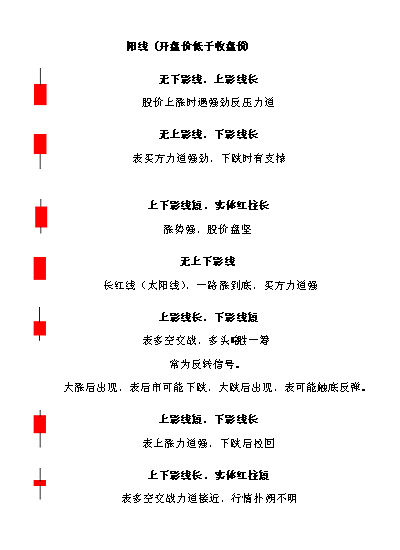 阳线（开盘价低于收盘价）
无下影线．上影线长
股价上涨时遇强劲反压力道
无上影线．下影线长
表买方力道强劲．下跌时有支撑
上下影线短．实体红柱长
涨势强．股价盘坚
无上下影线
长红线（太阳线）．一路涨到底．买方力道强
上影线长．下影线短
表多空交战．多头略胜一筹
常为反转信号。
大涨后出现．表后市可能下跌．大跌后出现．表可能触底反弹。
上影线短．下影线长
表上涨力道强．下跌后拉回
上下影线长．实体红柱短
表多空交战力道接近．行情扑朔不明